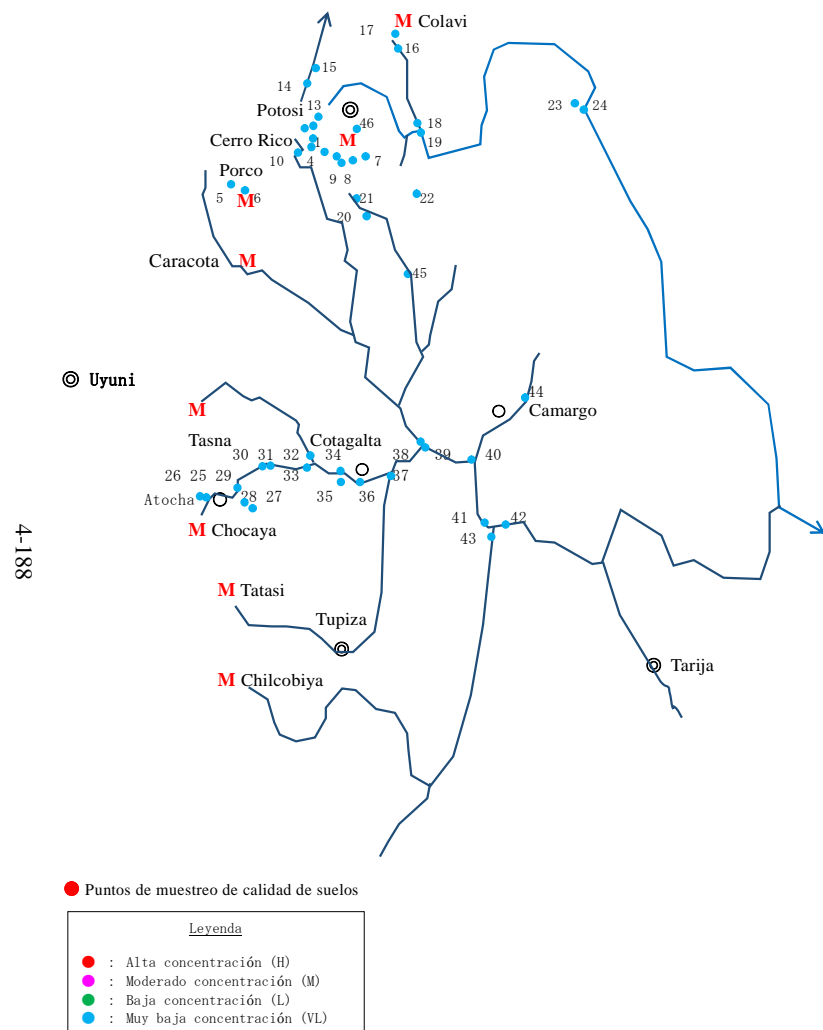 17 M Colavi
16
15
14
Potosi 13
46
18
23 24
Cerro Rico 1 M
19
10 4 7
Porco 9 8
5 6 21 22
M
20
Caracota M
45
Uyuni
44
M
Camargo
Tasna Cotagalta
30 31 32 34 38 39 40
26 25 29 33 37
Atocha 28 27 35 36
M Chocaya 41 42
43
4-188
M Tatasi
Tupiza
Tarija
M Chilcobiya
Puntos de muestreo de calidad de suelos
Leyenda
: Alta concentración (H)
: Moderado concentración (M)
: Baja concentración (L)
: Muy baja concentración (VL)